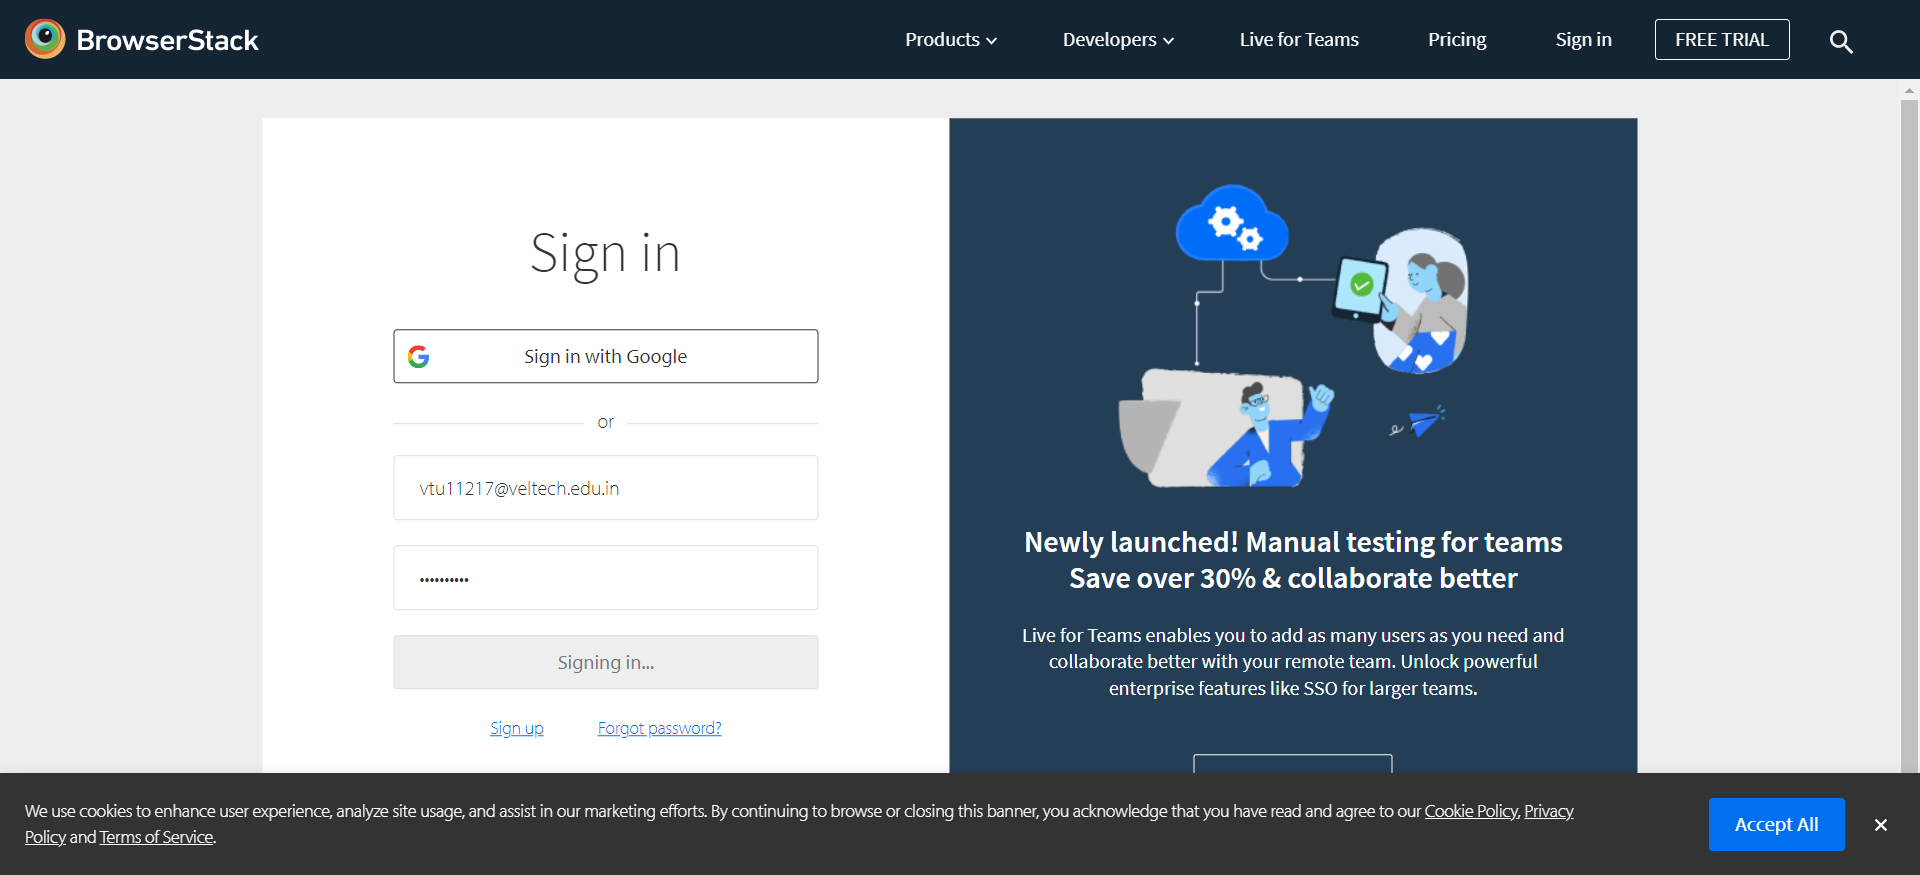 BrowserStack
Products
Developers
Live for Teams
Pricing
Sign in
FREE TRIAL
Sign in
Sign in with Google
or
vtu11217@veltech.edu.in
••••••••••
Signing in...
Sign up
Forgot password?
Newly launched! Manual testing for teams
Save over 30% & collaborate better
Live for Teams enables you to add as many users as you need and
collaborate better with your remote team. Unlock powerful
enterprise features like SSO for larger teams.
We use cookies to enhance user experience, analyze site usage, and assist in our marketing efforts. By continuing to browse or closing this banner, you acknowledge that you have read and agree to our Cookie Policy, Privacy
Policy and Terms of Service.
Accept All